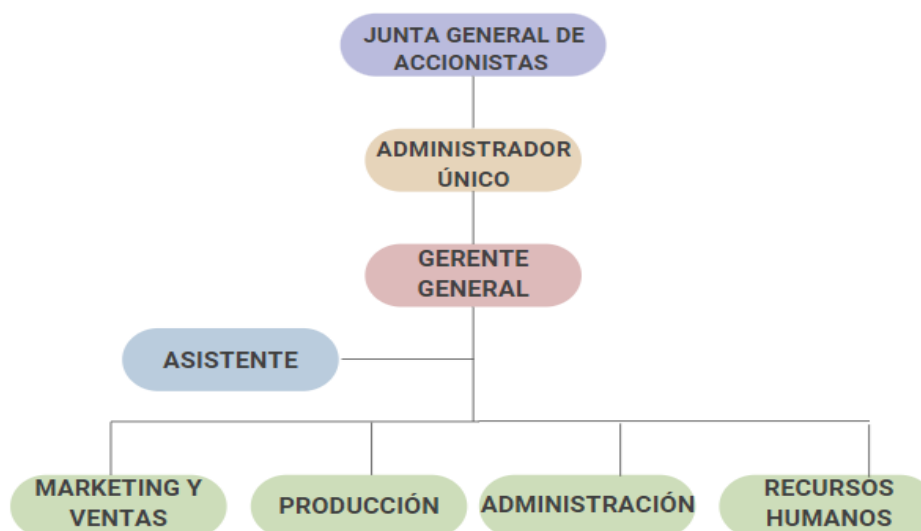 JUNTA GENERAL DE
ACCIONISTAS
ADMINISTRADOR
ÚNICO
GERENTE
GENERAL
ASISTENTE
MARKETING Y
VENTAS
PRODUCCIÓN
ADMINISTRACIÓN
RECURSOS
HUMANOS